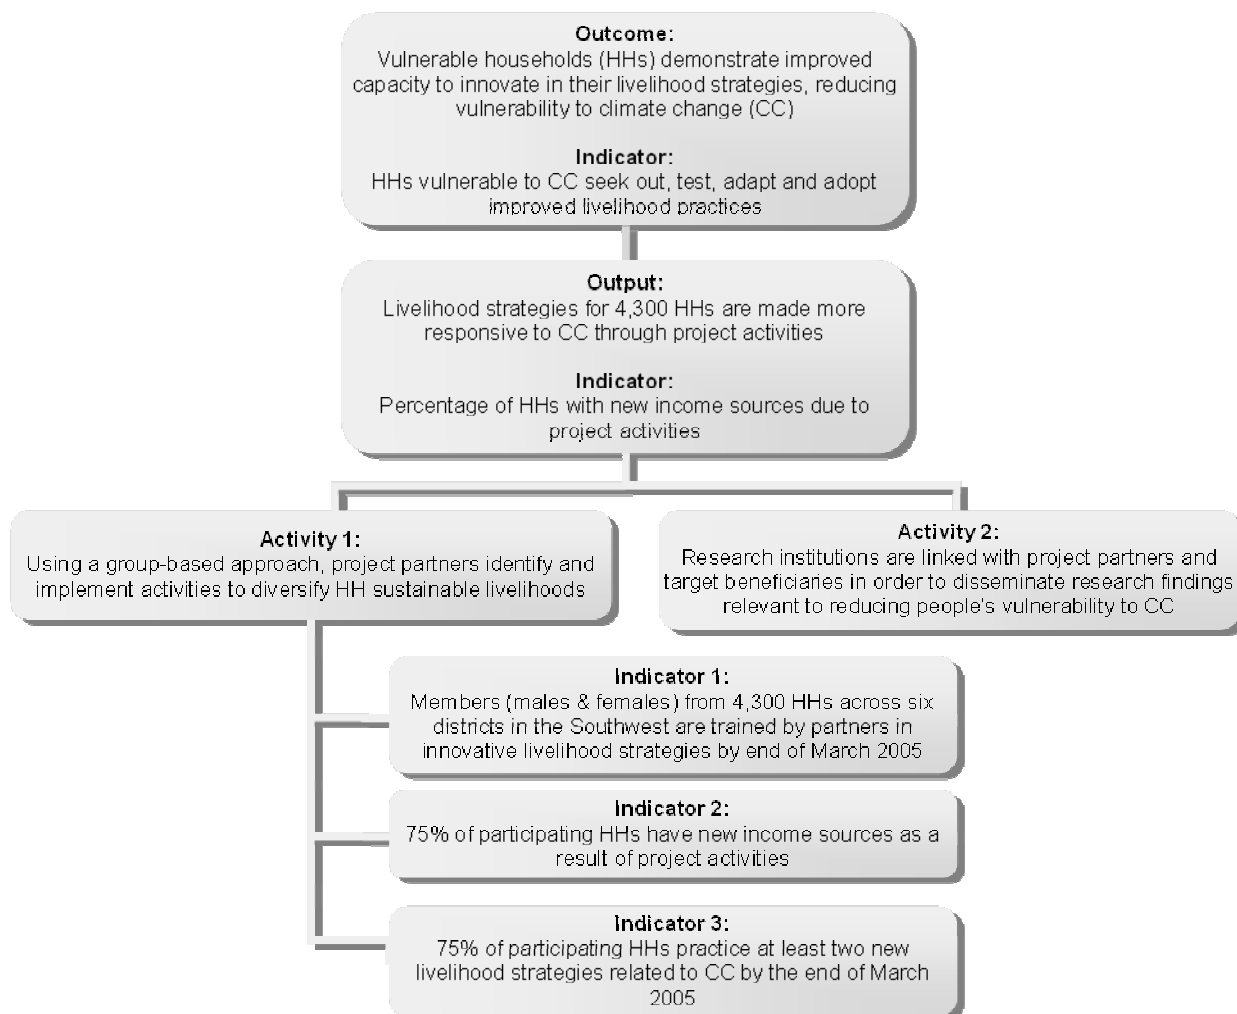 Outcome:
Vulnerable households (HHs) demonstrate improved
capacity to innovate in their livelihood strategies, reducing
vulnerability to climate change (CC)
Indicator:
HHs vulnerable to CC seek out, test, adapt and adopt
improved livelihood practices
Output:
Livelihood strategies for 4,300 HHs are made more
responsive to CC through project activities
Indicator:
Percentage of HHs with new income sources due to
project activities
Activity 1:
Using a group-based approach, project partners identify and
implement activities to diversify HH sustainable livelihoods
Activity 2:
Research institutions are linked with project partners and
target beneficiaries in order to disseminate research findings
relevant to reducing people's vulnerability to CC
Indicator 1:
Members (males & females) from 4,300 HHs across six
districts in the Southwest are trained by partners in
innovative livelihood strategies by end of March 2005
Indicator 2:
75% of participating HHs have new income sources as a
result of project activities
Indicator 3:
75% of participating HHs practice at least two new
livelihood strategies related to CC by the end of March
2005